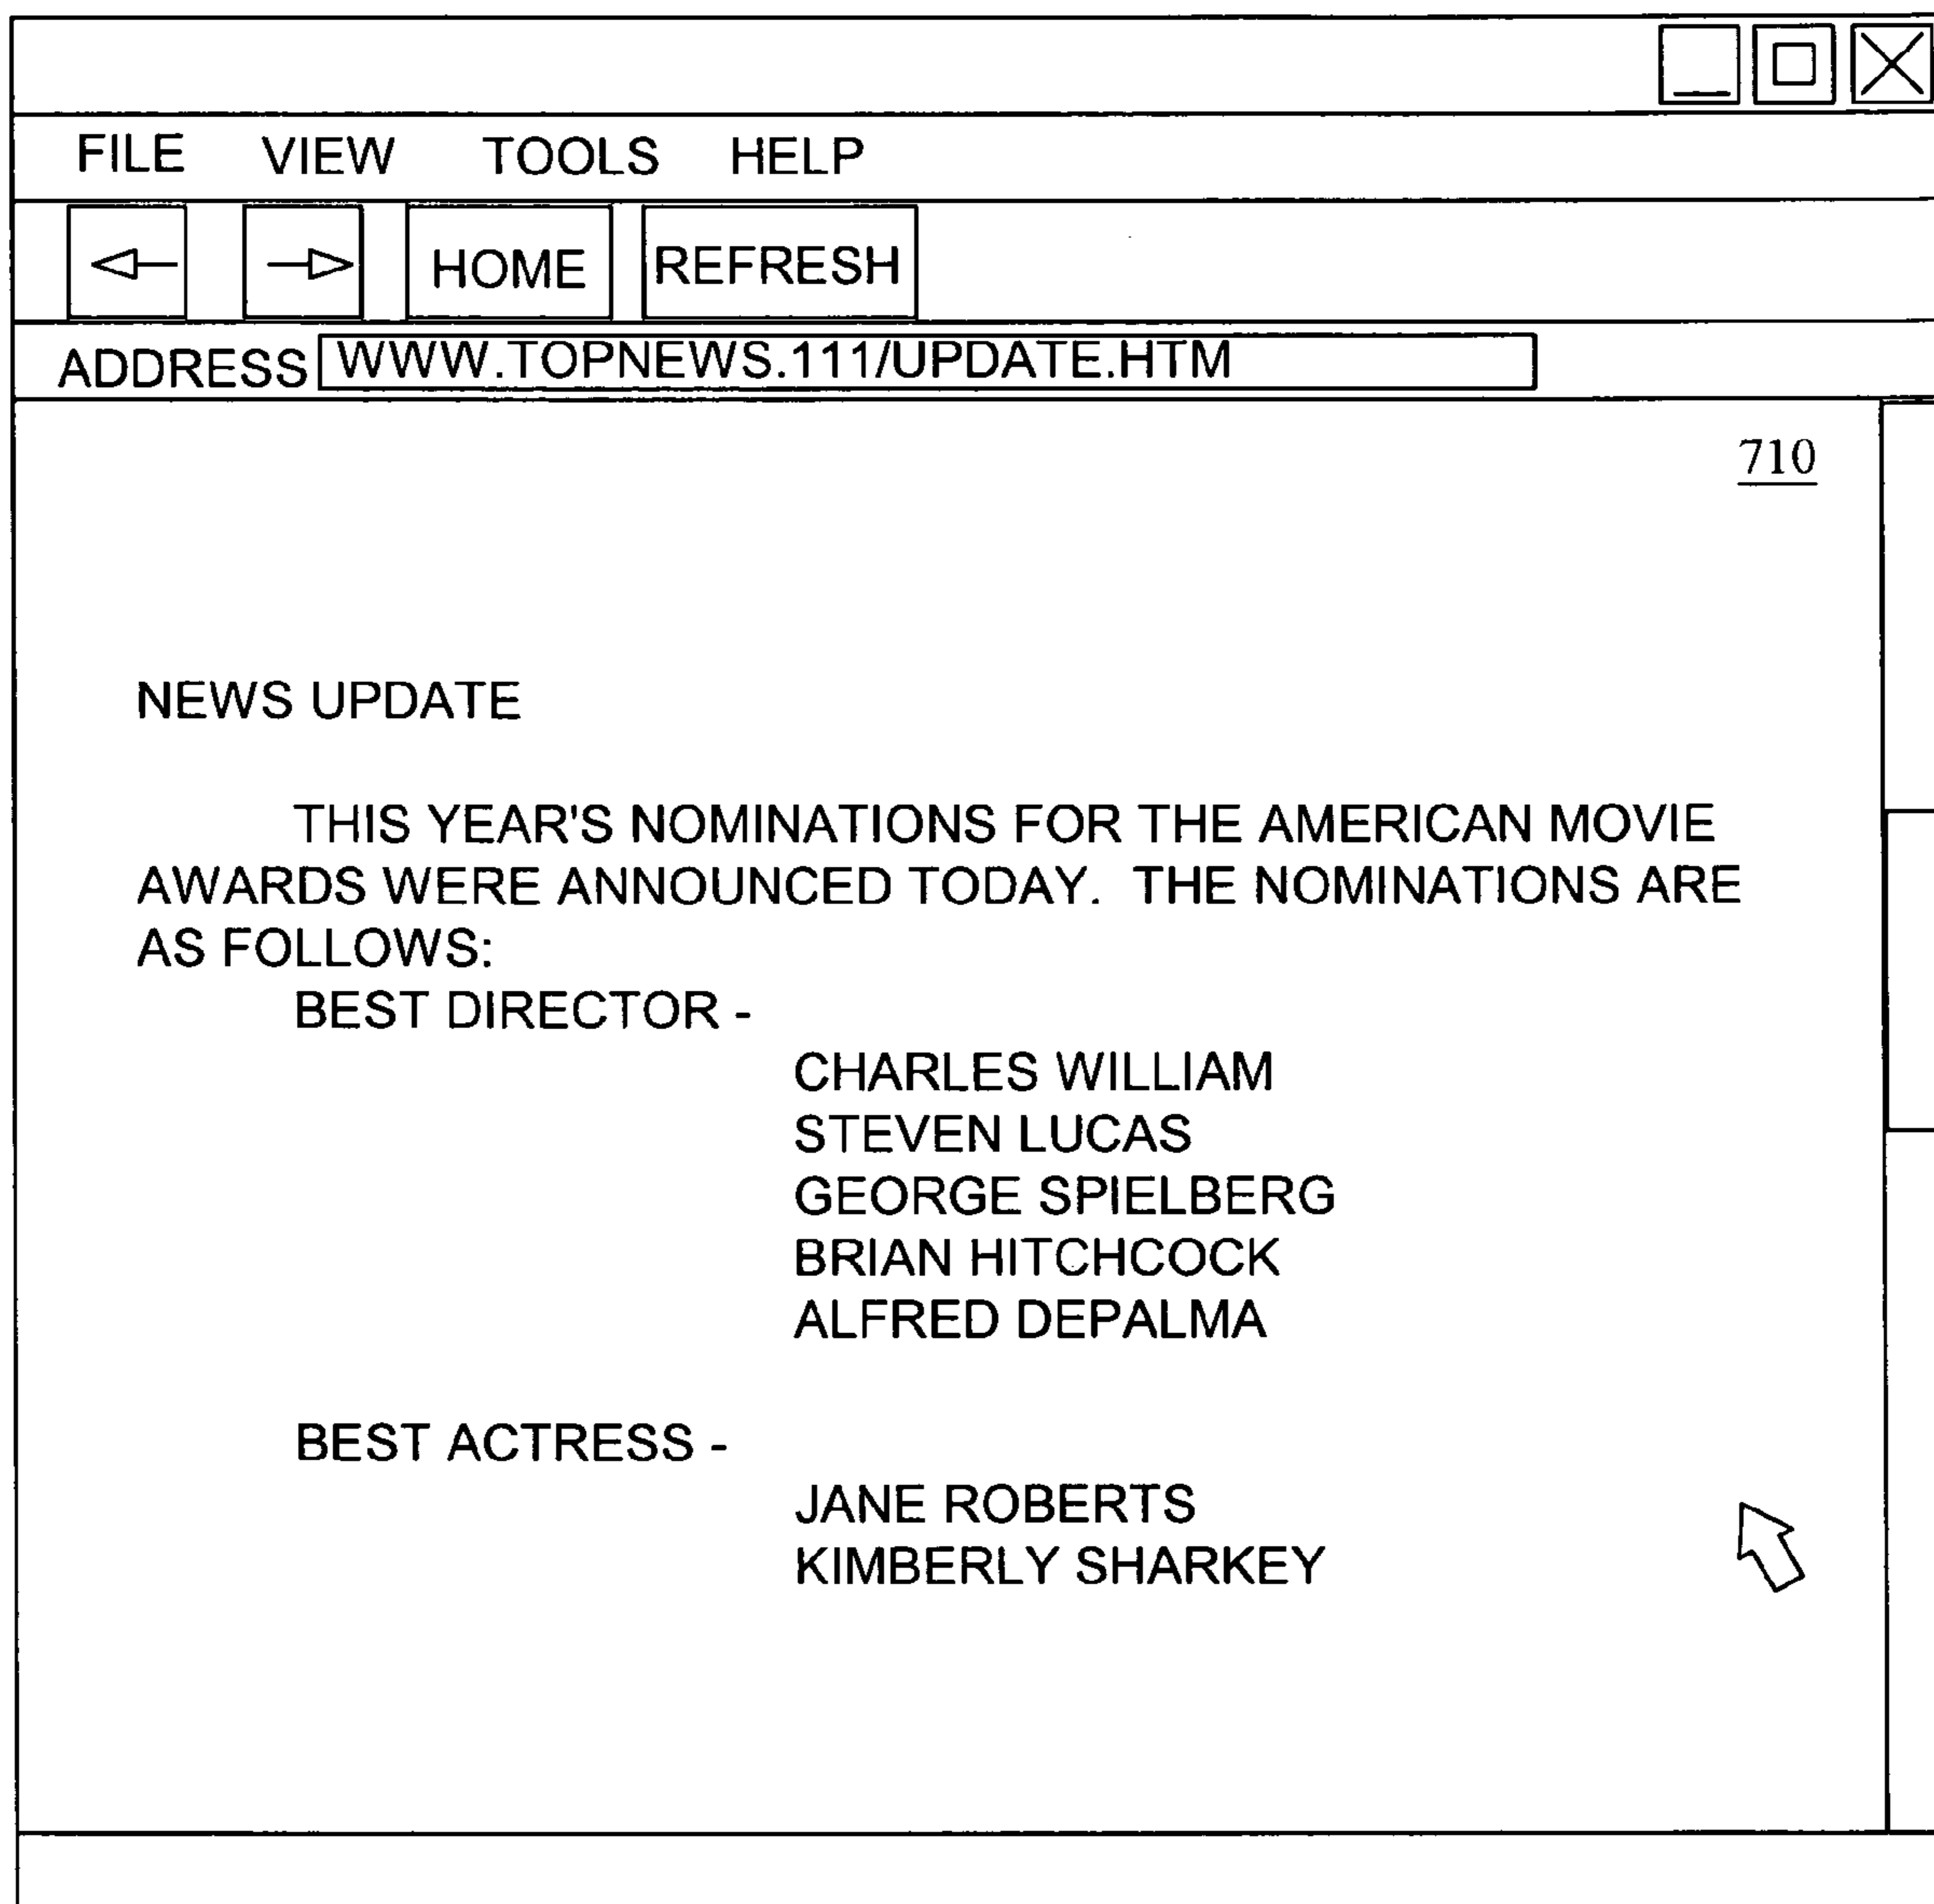 FILE VIEW TOOLS HELP
HOME REFRESH
ADDRESS WWW.TOPNEWS.111/UPDATE.HTM
710
NEWS UPDATE
THIS YEAR'S NOMINATIONS FOR THE AMERICAN MOVIE
AWARDS WERE ANNOUNCED TODAY. THE NOMINATIONS ARE
AS FOLLOWS:
BEST DIRECTOR -
CHARLES WILLIAM
STEVEN LUCAS
GEORGE SPIELBERG
BRIAN HITCHCOCK
ALFRED DEPALMA
BEST ACTRESS -
JANE ROBERTS
KIMBERLY SHARKEY